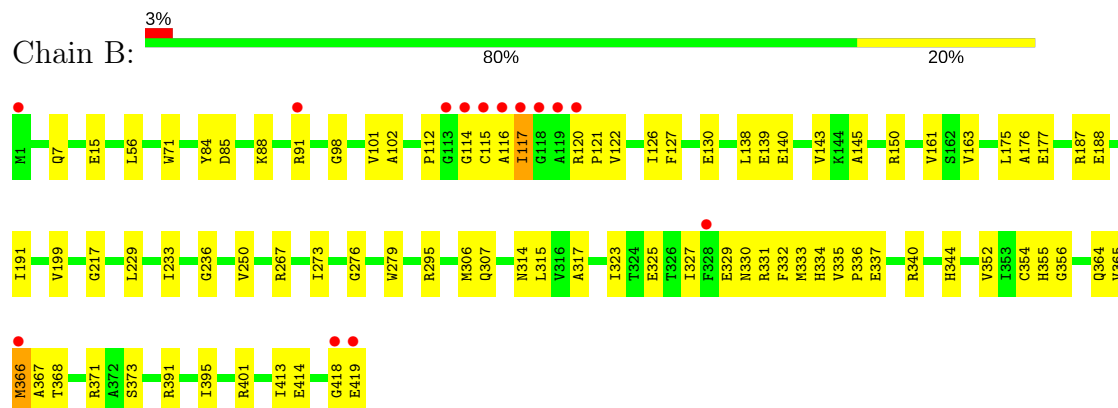 3%
Chain B:
80% 20%
M1 Q7 E15 L56 W71 Y84 D85 K88 R91 G98 V101 A102 P112 G113 G114 C115 A116 I117 G118 A119 R120 P121 V122 I126 F127 E130 L138 E139 E140 V143 K144 A145 R150 V161 S162 V163 L175 A176 E177 R187 E188
I191 V199 G217 L229 I233 G236 V250 R267 I273 G276 W279 R295 M306 Q307 N314 L315 V316 A317 I323 T324 E325 T326 I327 F328 E329 N330 R331 F332 M333 H334 V335 P336 E337 R340 H344 V352 I353 C354 H355 G356 Q364 V365
M366 A367 T368 R371 A372 S373 R391 I395 R401 I413 E414 G418 E419